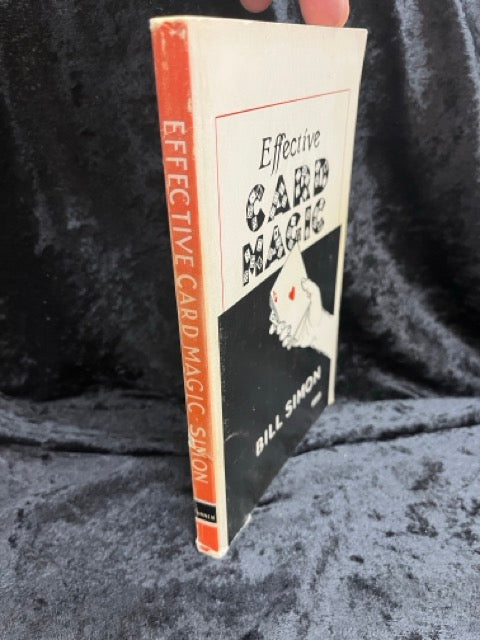 EFFECTIVE CARD MAGIC · SIMON
Effective
CARD
MAGIC
BILL SIMON